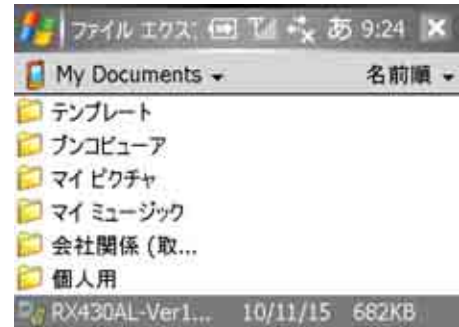 ファイル エクス: あ 9:24
My Documents 名前順
テンプレート
ブンコビューア
マイ ピクチャ
マイ ミュージック
会社関係 (取...
個人用
RX430AL-Ver1... 10/11/15 682KB